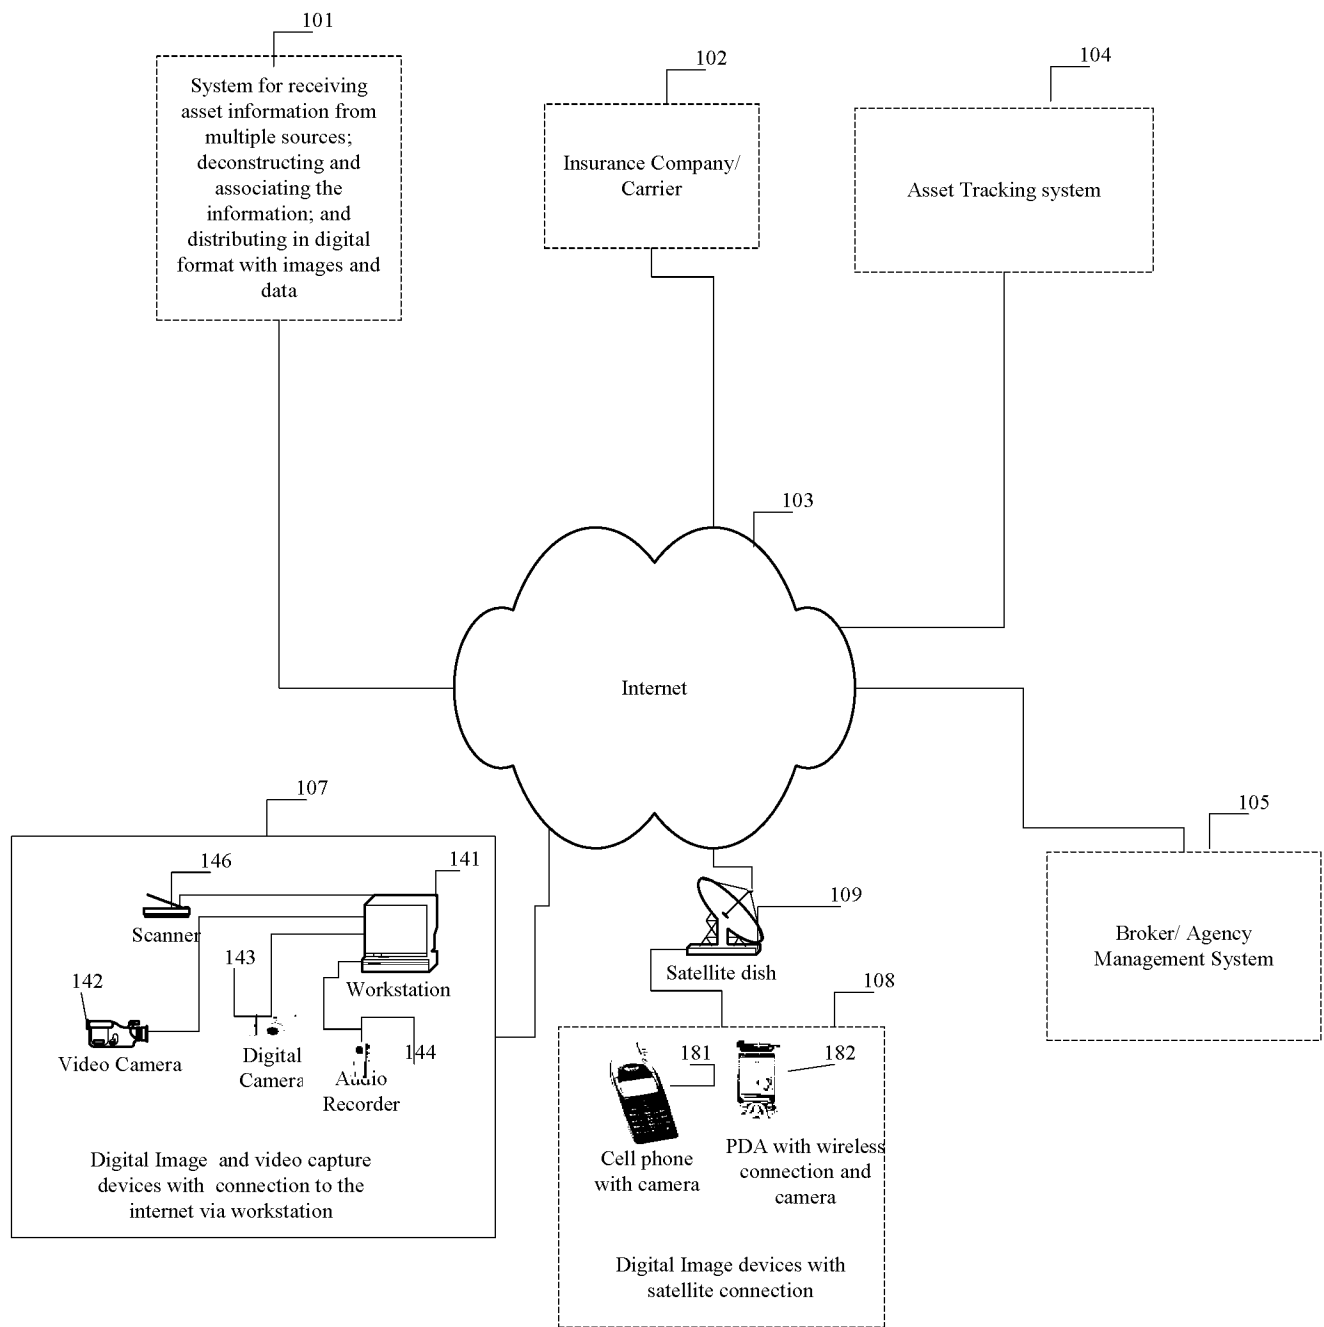 101
System for receiving
asset information from
multiple sources;
deconstructing and
associating the
information; and
distributing in digital
format with images and
data
102
Insurance Company/
Carrier
104
Asset Tracking system
103
Internet
107
146
Scanner
141
Workstation
143
Digital
Camera
142
Video Camera
144
Audio
Recorder
Digital Image and video capture
devices with connection to the
internet via workstation
109
Satellite dish
108
181
Cell phone
with camera
182
PDA with wireless
connection and
camera
Digital Image devices with
satellite connection
105
Broker/ Agency
Management System